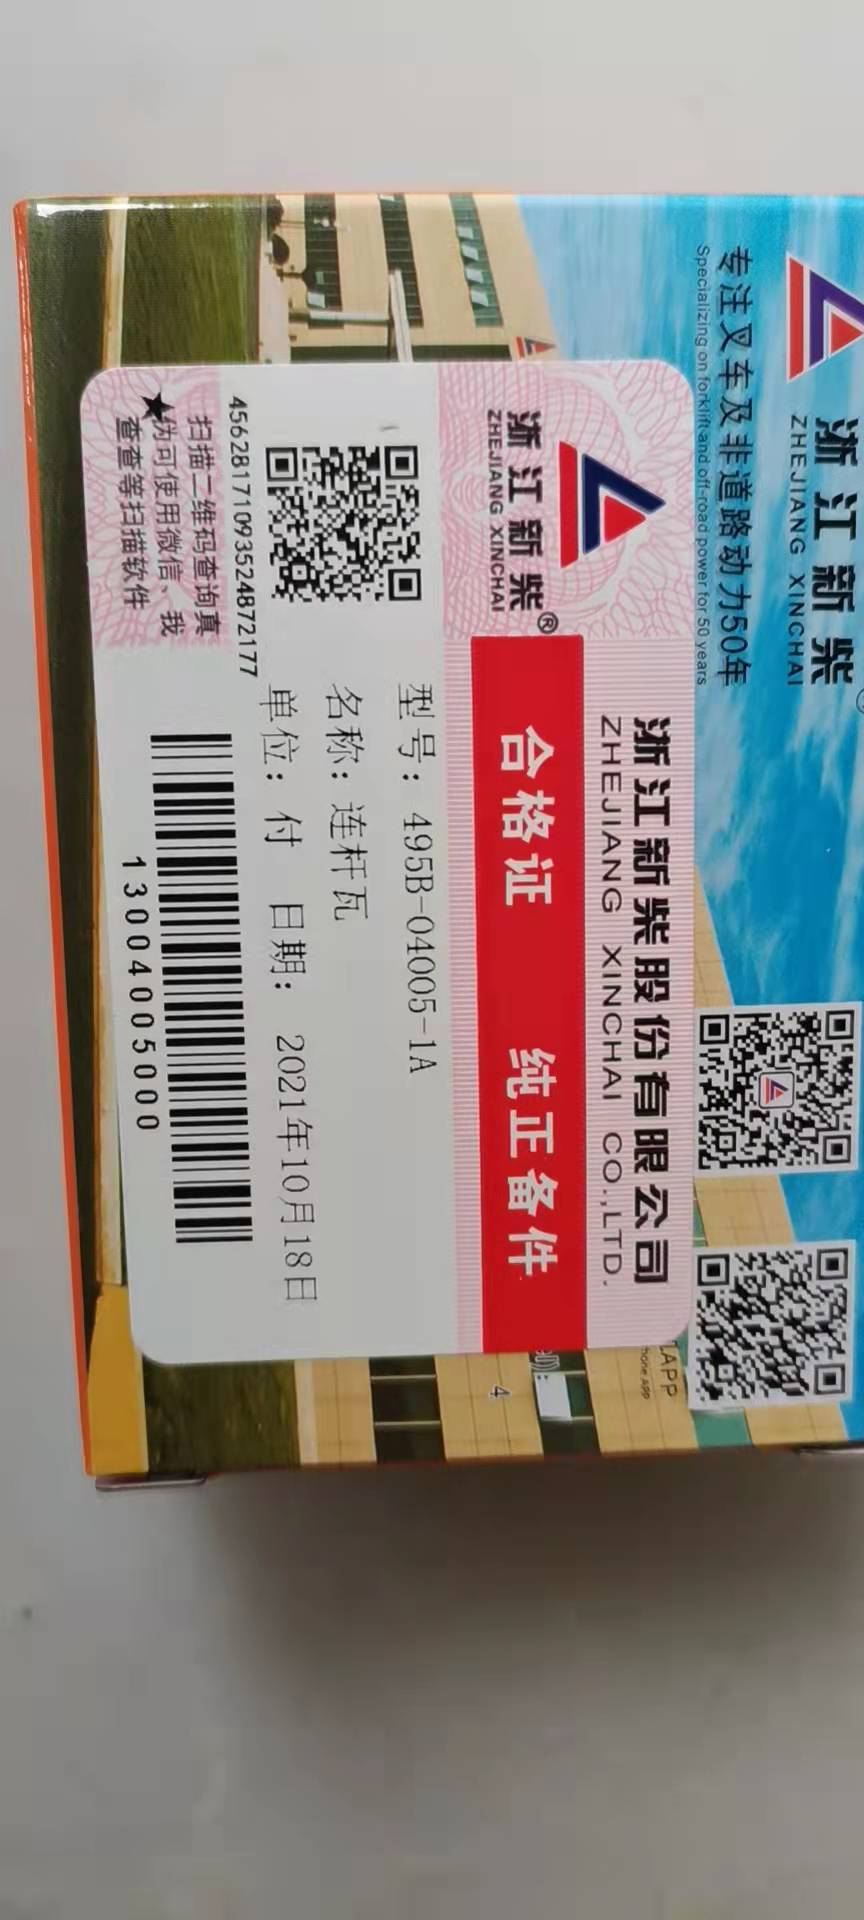 浙江新柴
ZHEJIANG XINCHAI
专注叉车及非道路动力50年
Specializing on forklift and off-road power for 50 years
浙江新柴股份有限公司
ZHEJIANG XINCHAI CO.,LTD.
浙江新柴®
ZHEJIANG XINCHAI
合格证 纯正备件
型号：495B-04005-1A
名称：连杆瓦
单位：付 日期： 2021年10月18日
4562817109352487217​7
扫描二维码查询真
伪可使用微信、我
查查等扫描软件
13004005000
APP
4